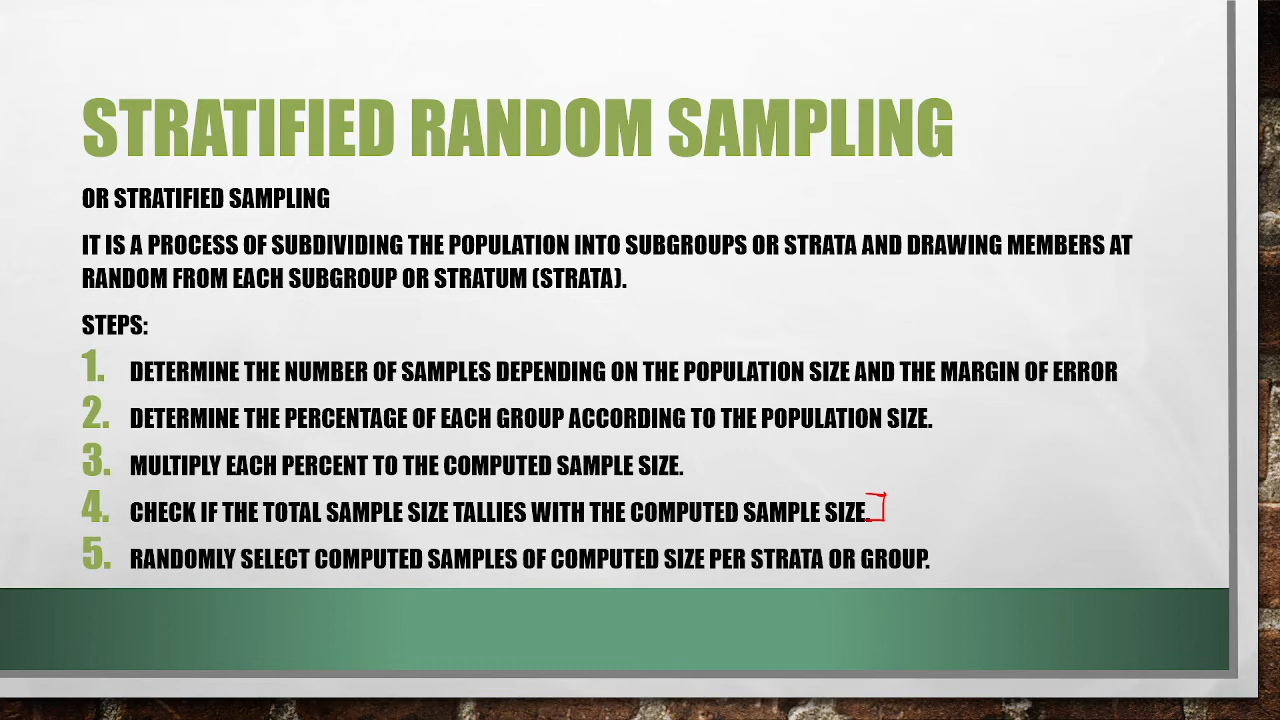 STRATIFIED RANDOM SAMPLING
OR STRATIFIED SAMPLING
IT IS A PROCESS OF SUBDIVIDING THE POPULATION INTO SUBGROUPS OR STRATA AND DRAWING MEMBERS AT
RANDOM FROM EACH SUBGROUP OR STRATUM (STRATA).
STEPS:
1. DETERMINE THE NUMBER OF SAMPLES DEPENDING ON THE POPULATION SIZE AND THE MARGIN OF ERROR
2. DETERMINE THE PERCENTAGE OF EACH GROUP ACCORDING TO THE POPULATION SIZE.
3. MULTIPLY EACH PERCENT TO THE COMPUTED SAMPLE SIZE.
4. CHECK IF THE TOTAL SAMPLE SIZE TALLIES WITH THE COMPUTED SAMPLE SIZE.
5. RANDOMLY SELECT COMPUTED SAMPLES OF COMPUTED SIZE PER STRATA OR GROUP.